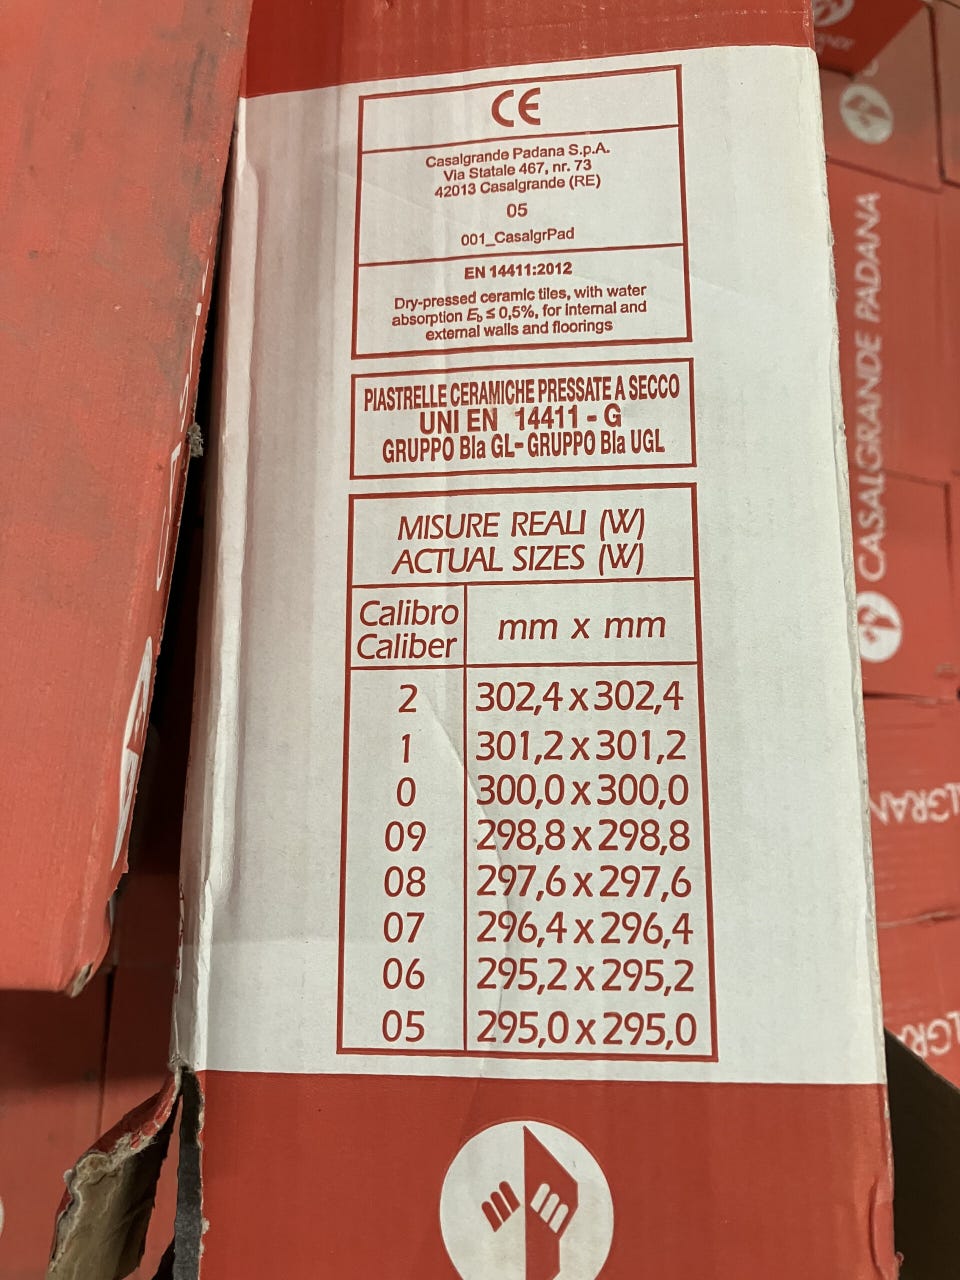 CE
Casalgrande Padana S.p.A.
Via Statale 467, nr. 73
42013 Casalgrande (RE)
05
001_CasalgrPad
EN 14411:2012
Dry-pressed ceramic tiles, with water
absorption Eb ≤ 0,5%, for internal and
external walls and floorings
PIASTRELLE CERAMICHE PRESSATE A SECCO
UNI EN 14411 - G
GRUPPO BIa GL- GRUPPO BIa UGL
MISURE REALI (W)
ACTUAL SIZES (W)
Calibro
Caliber
mm x mm
2 302,4 x 302,4
1 301,2 x 301,2
0 300,0 x 300,0
09 298,8 x 298,8
08 297,6 x 297,6
07 296,4 x 296,4
06 295,2 x 295,2
05 295,0 x 295,0
CASALGRANDE PADANA